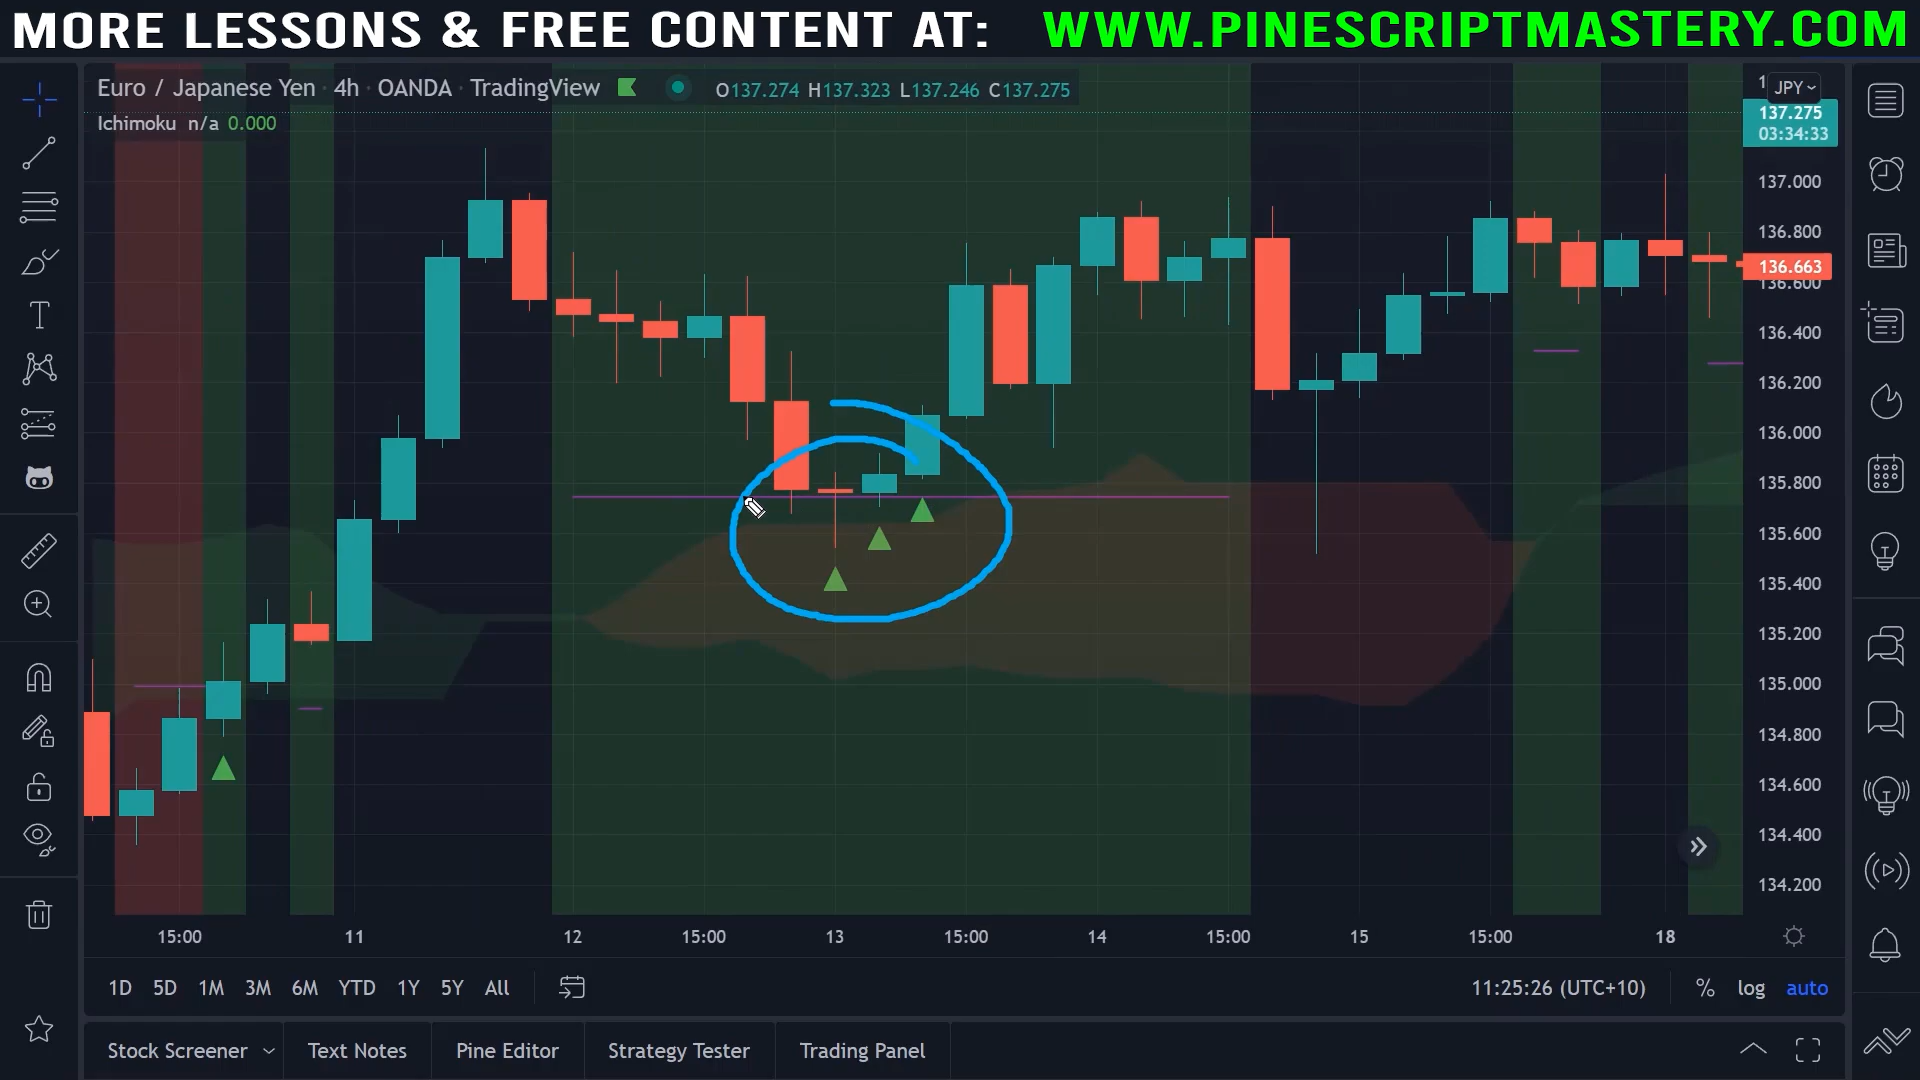 MORE LESSONS & FREE CONTENT AT: WWW.PINESCRIPTMASTERY.COM
Euro / Japanese Yen · 4h · OANDA · TradingView O137.274 H137.323 L137.246 C137.275
Ichimoku n/a 0.000
JPY
137.275
03:34:33
137.000
136.800
136.663
136.600
136.400
136.200
136.000
135.800
135.600
135.400
135.200
135.000
134.800
134.600
134.400
134.200
15:00 11 12 15:00 13 15:00 14 15:00 15 15:00 18
1D 5D 1M 3M 6M YTD 1Y 5Y All 11:25:26 (UTC+10) % log auto
Stock Screener Text Notes Pine Editor Strategy Tester Trading Panel